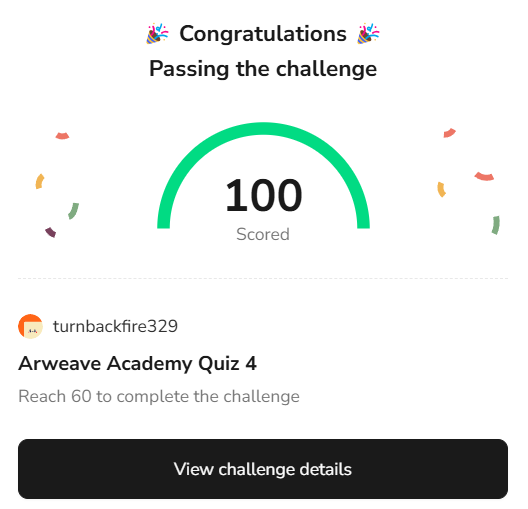 🎉 Congratulations 🎉
Passing the challenge
100
Scored
turnbackfire329
Arweave Academy Quiz 4
Reach 60 to complete the challenge
View challenge details